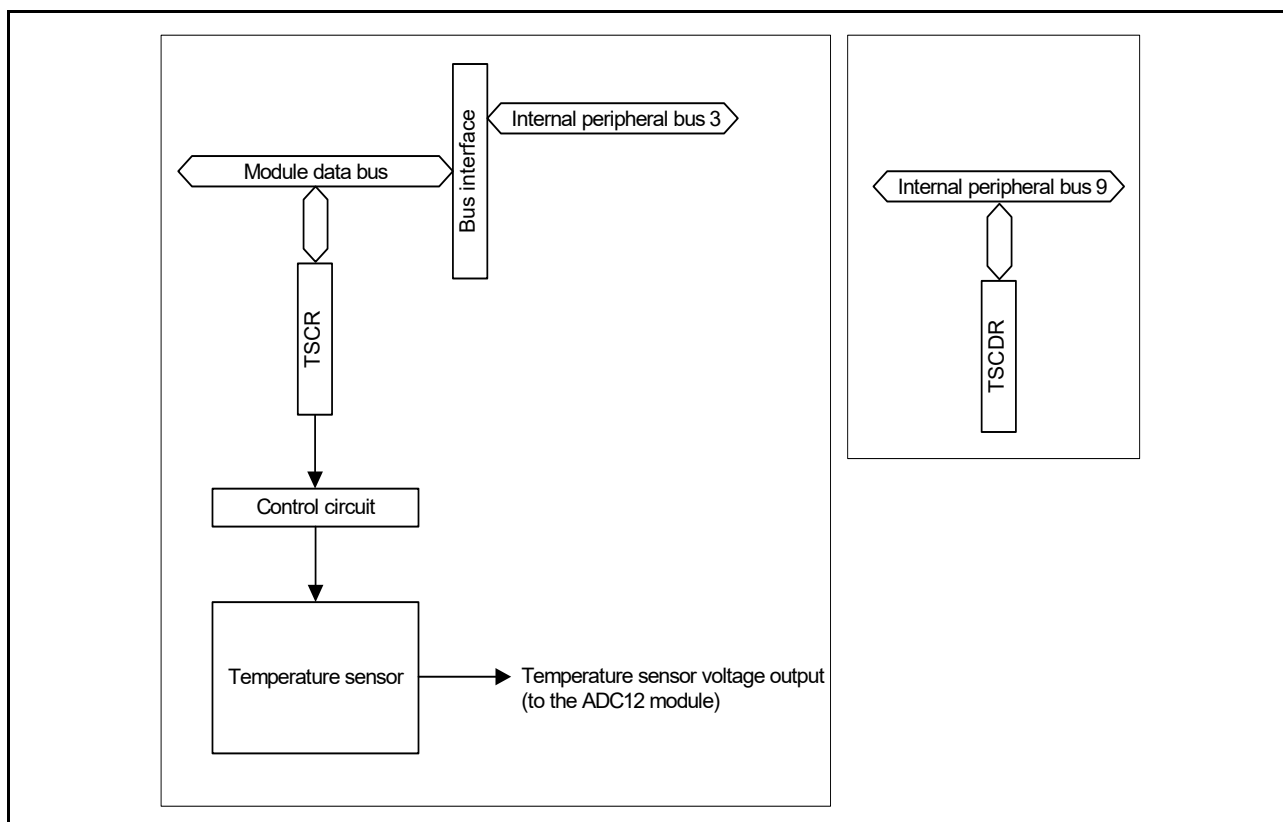 Internal peripheral bus 3
Bus interface
Module data bus
TSCR
Control circuit
Temperature sensor
Temperature sensor voltage output
(to the ADC12 module)
Internal peripheral bus 9
TSCDR